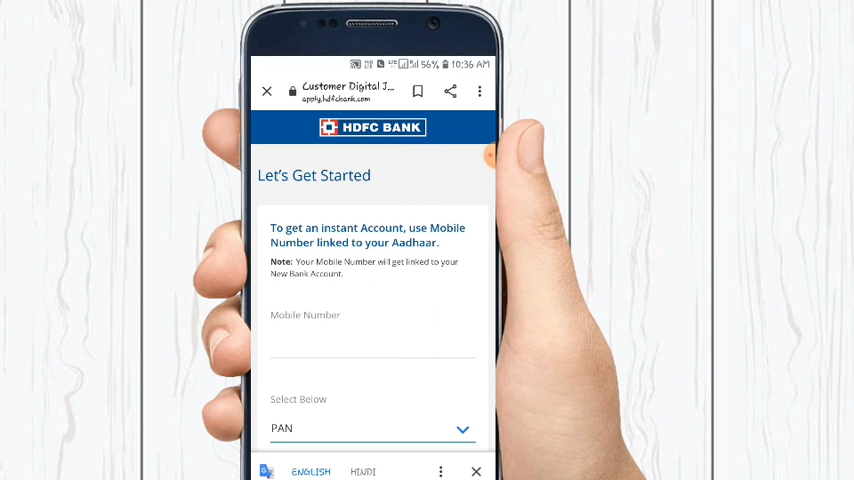 56% 10:36 AM
Customer Digital J...
apply.hdfcbank.com
HDFC BANK
Let's Get Started
To get an instant Account, use Mobile
Number linked to your Aadhaar.
Note: Your Mobile Number will get linked to your
New Bank Account.
Mobile Number
Select Below
PAN
ENGLISH HINDI